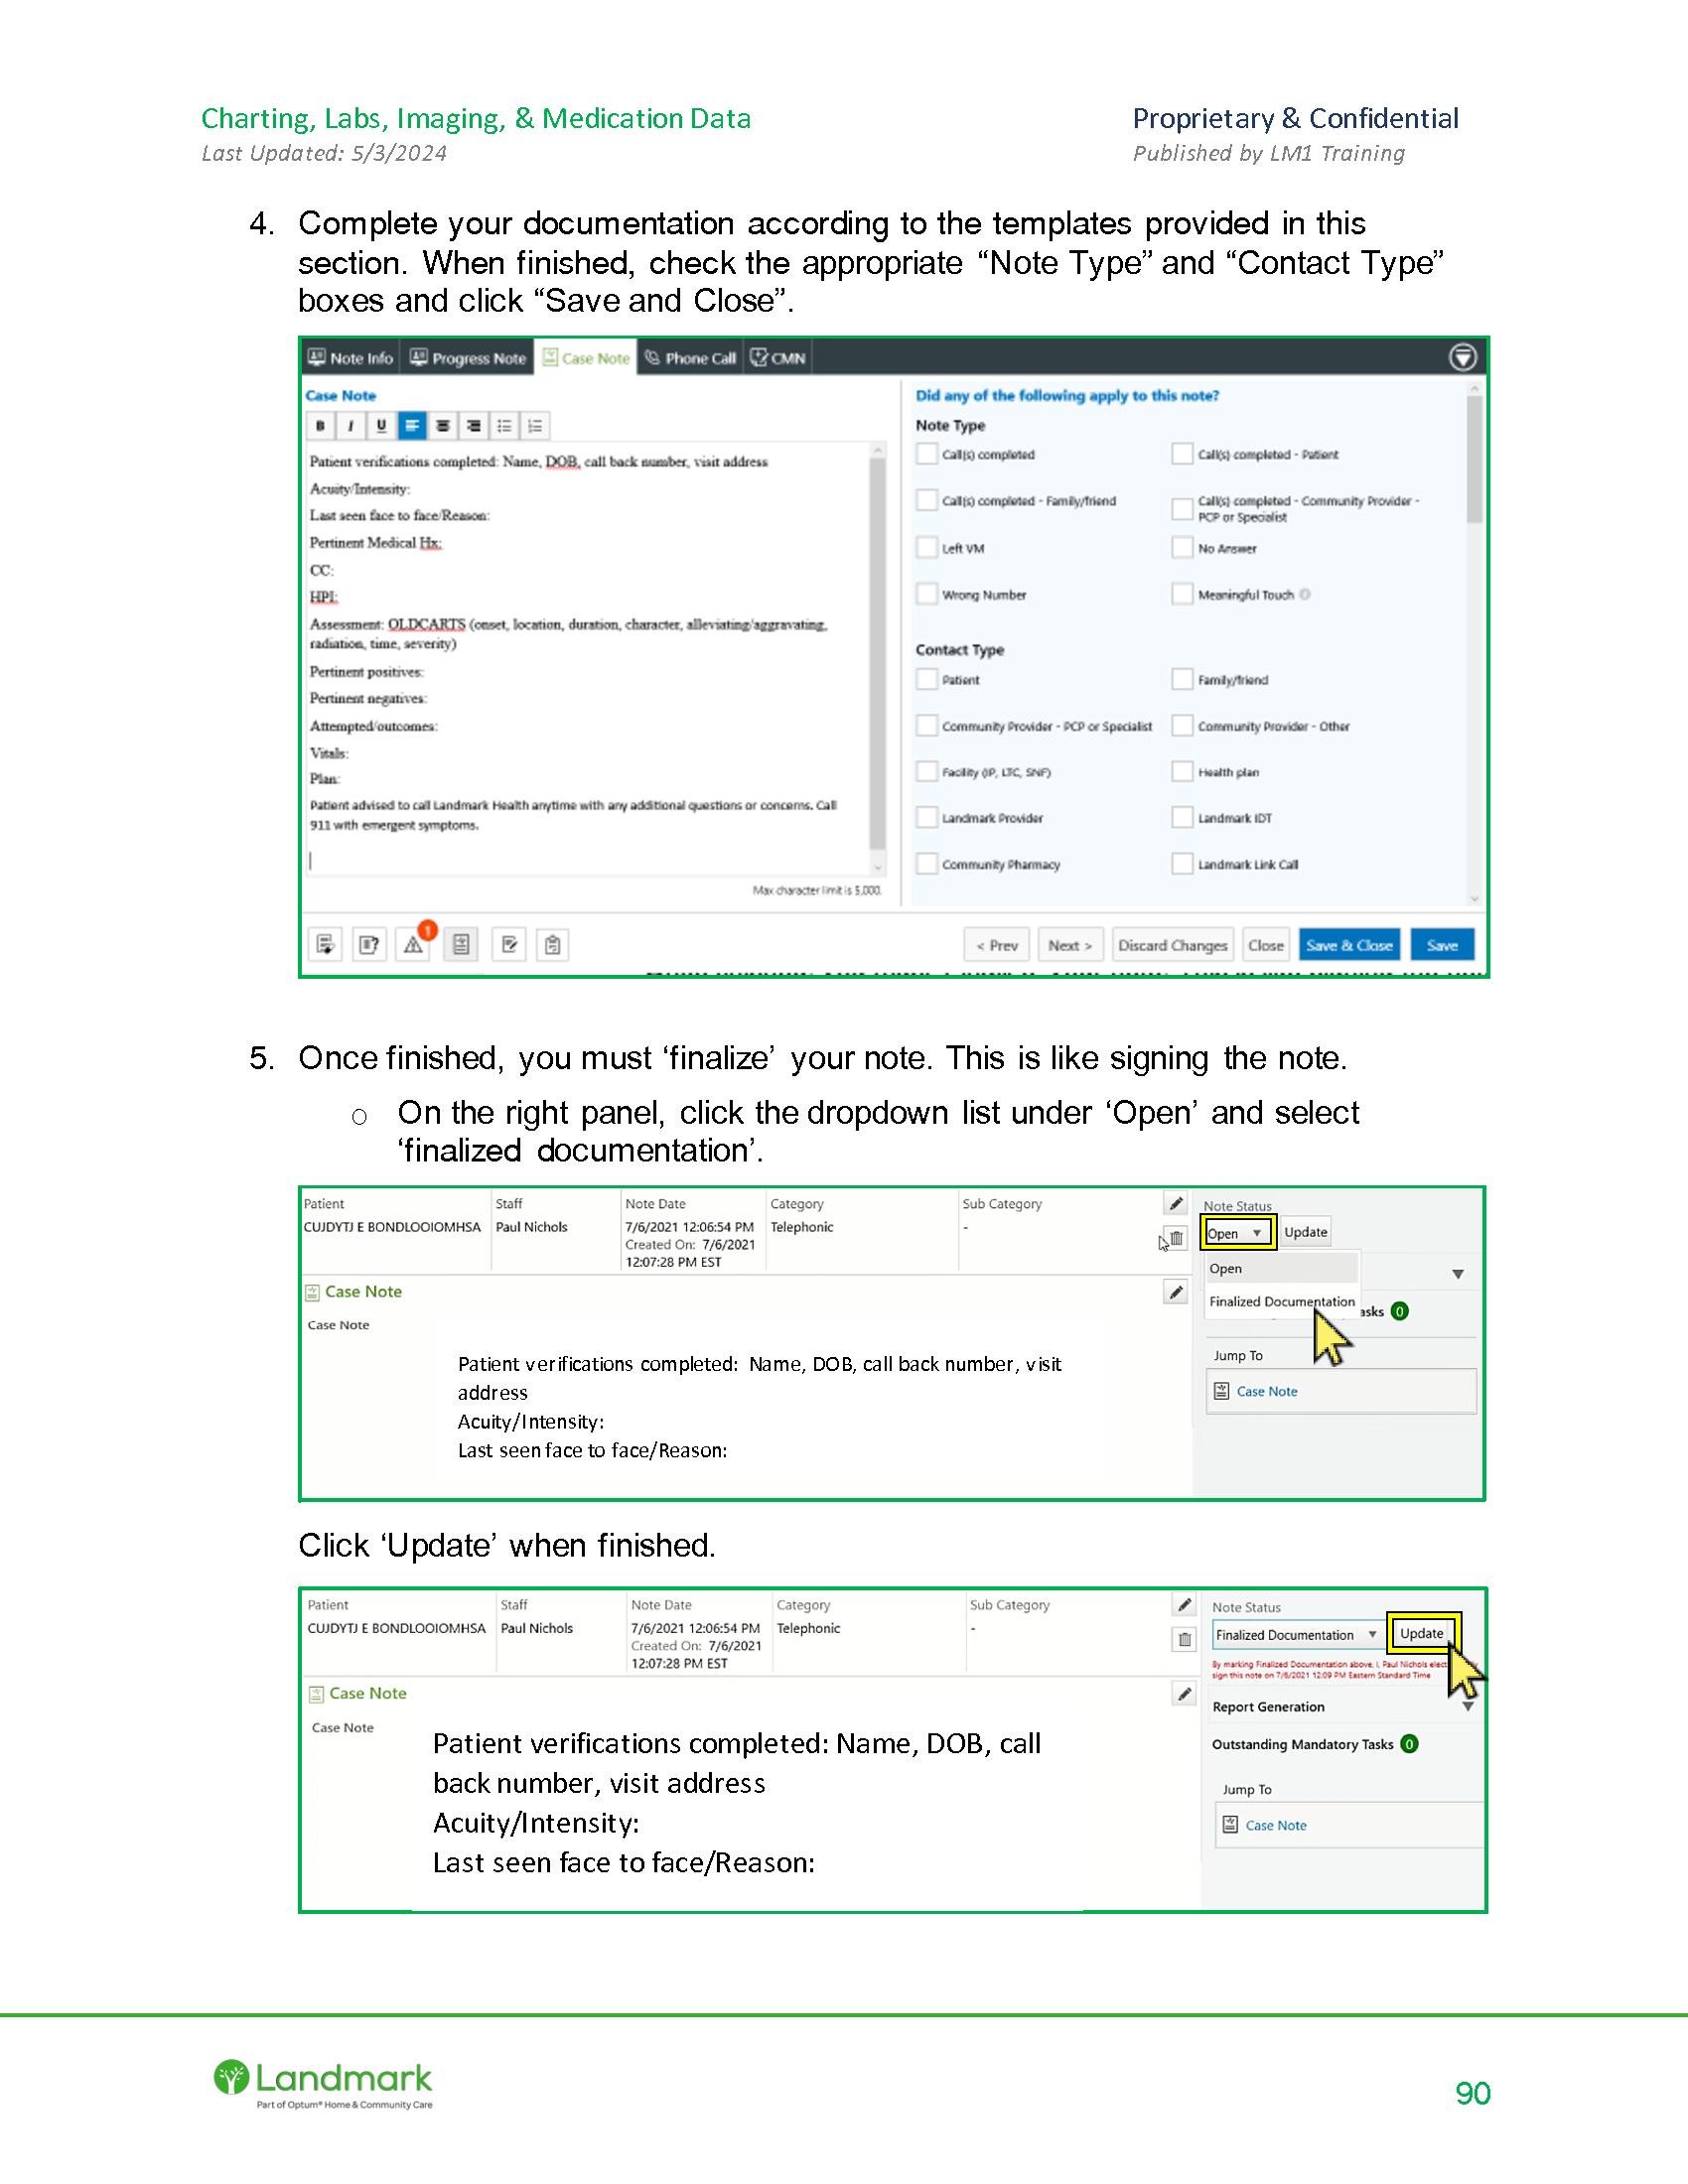 Charting, Labs, Imaging, & Medication Data
Proprietary & Confidential
Last Updated: 5/3/2024
Published by LM1 Training
4. Complete your documentation according to the templates provided in this
section. When finished, check the appropriate “Note Type” and “Contact Type”
boxes and click “Save and Close”.
Note Info Progress Note Case Note Phone Call CMN
Case Note
B I U
Patient verifications completed: Name, DOB, call back number, visit address
Acuity/Intensity:
Last seen face to face/Reason:
Pertinent Medical Hx:
CC:
HPI:
Assessment: OLDCARTS (onset, location, duration, character, alleviating/aggravating,
radiation, time, severity)
Pertinent positives:
Pertinent negatives:
Attempted/outcomes:
Vitals:
Plan:
Patient advised to call Landmark Health anytime with any additional questions or concerns. Call
911 with emergent symptoms.
Max character limit is 5,000.
Did any of the following apply to this note?
Note Type
Call(s) completed
Call(s) completed - Patient
Call(s) completed - Family/friend
Call(s) completed - Community Provider -
PCP or Specialist
Left VM
No Answer
Wrong Number
Meaningful Touch
Contact Type
Patient
Family/friend
Community Provider - PCP or Specialist
Community Provider - Other
Facility (IP, LTC, SNF)
Health plan
Landmark Provider
Landmark IDT
Community Pharmacy
Landmark Link Call
1
< Prev Next > Discard Changes Close Save & Close Save
5. Once finished, you must ‘finalize’ your note. This is like signing the note.
o On the right panel, click the dropdown list under ‘Open’ and select
‘finalized documentation’.
Patient Staff Note Date Category Sub Category
CUJDYTJ E BONDLOOIOMHSA Paul Nichols 7/6/2021 12:06:54 PM Telephonic -
Created On: 7/6/2021
12:07:28 PM EST
Case Note
Case Note
Patient verifications completed: Name, DOB, call back number, visit
address
Acuity/Intensity:
Last seen face to face/Reason:
Note Status
Open Update
Open
Finalized Documentation
asks 0
Jump To
Case Note
Click ‘Update’ when finished.
Patient Staff Note Date Category Sub Category
CUJDYTJ E BONDLOOIOMHSA Paul Nichols 7/6/2021 12:06:54 PM Telephonic -
Created On: 7/6/2021
12:07:28 PM EST
Case Note
Case Note
Patient verifications completed: Name, DOB, call
back number, visit address
Acuity/Intensity:
Last seen face to face/Reason:
Note Status
Finalized Documentation Update
By marking Finalized Documentation above, I, Paul Nichols elect
sign this note on 7/6/2021 12:09 PM Eastern Standard Time
Report Generation
Outstanding Mandatory Tasks 0
Jump To
Case Note
Landmark
Part of Optum® Home & Community Care
90